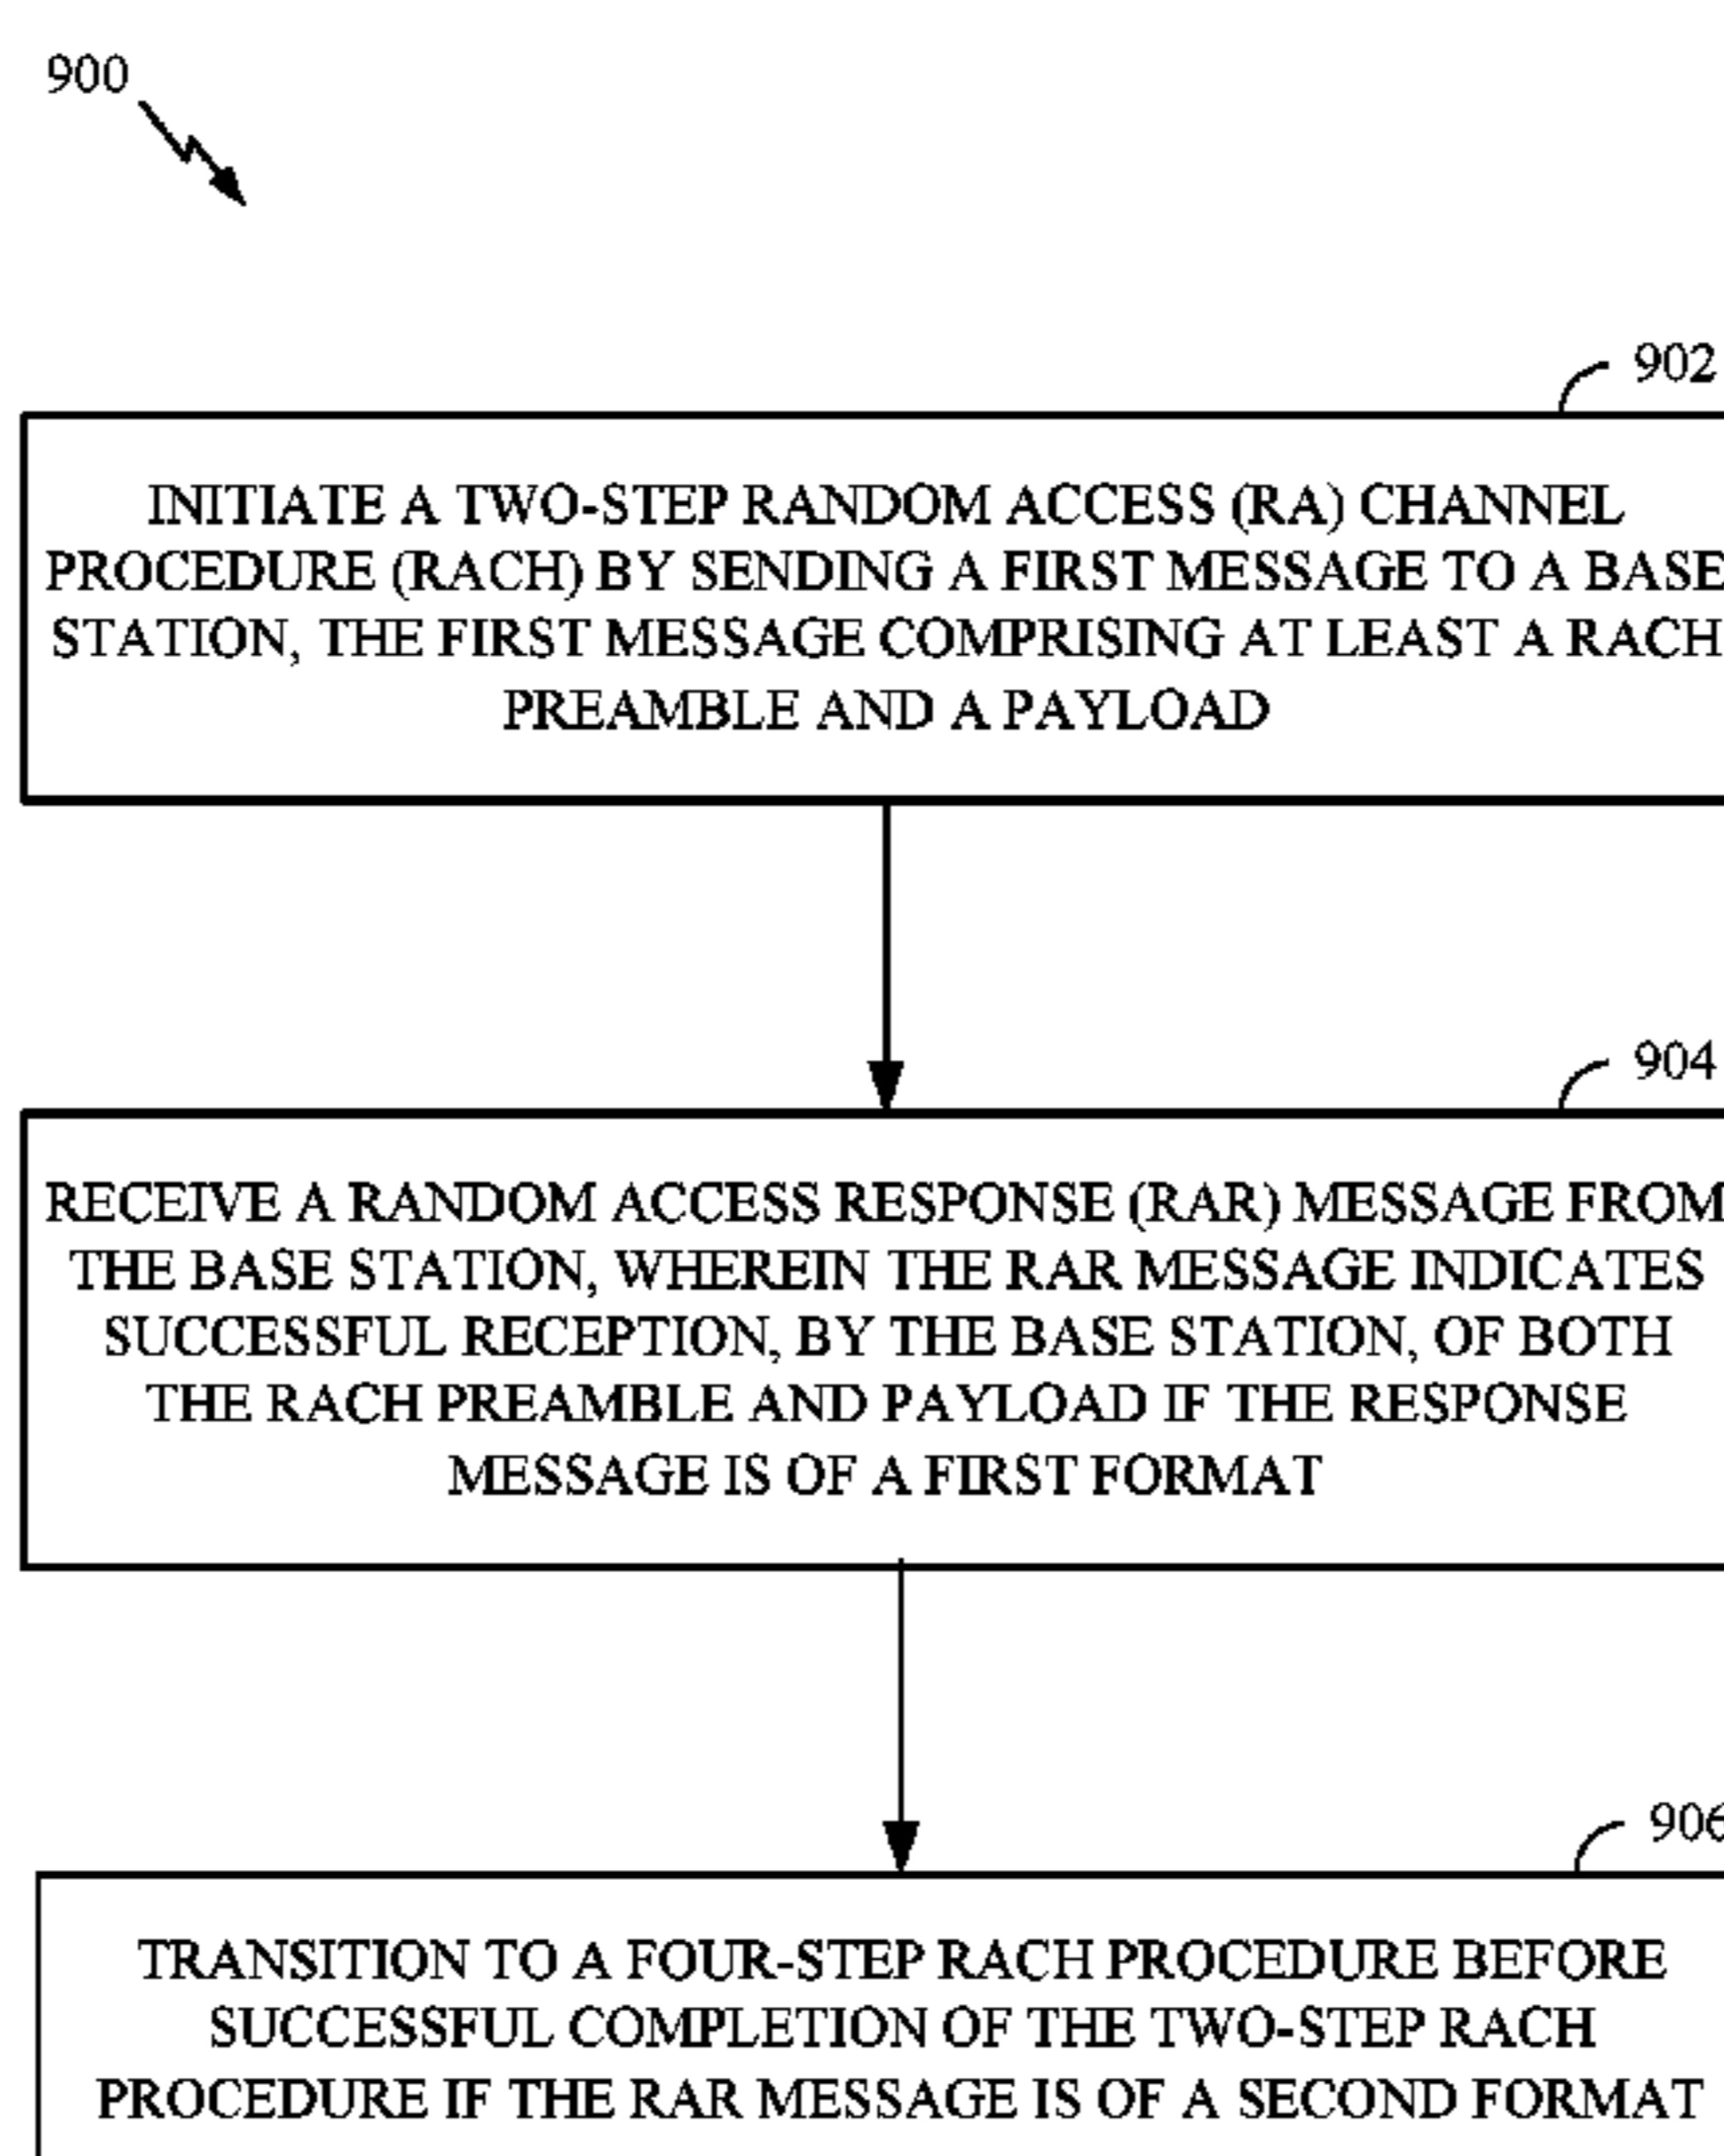 900
902
INITIATE A TWO-STEP RANDOM ACCESS (RA) CHANNEL
PROCEDURE (RACH) BY SENDING A FIRST MESSAGE TO A BASE
STATION, THE FIRST MESSAGE COMPRISING AT LEAST A RACH
PREAMBLE AND A PAYLOAD
904
RECEIVE A RANDOM ACCESS RESPONSE (RAR) MESSAGE FROM
THE BASE STATION, WHEREIN THE RAR MESSAGE INDICATES
SUCCESSFUL RECEPTION, BY THE BASE STATION, OF BOTH
THE RACH PREAMBLE AND PAYLOAD IF THE RESPONSE
MESSAGE IS OF A FIRST FORMAT
906
TRANSITION TO A FOUR-STEP RACH PROCEDURE BEFORE
SUCCESSFUL COMPLETION OF THE TWO-STEP RACH
PROCEDURE IF THE RAR MESSAGE IS OF A SECOND FORMAT